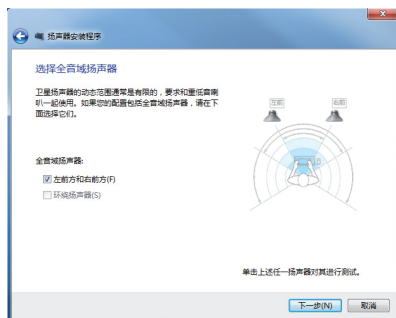 扬声器安装程序
选择全音域扬声器
卫星扬声器的动态范围通常是有限的，要求和重低音喇
叭一起使用。如果您的配置包括全音域扬声器，请在下
面选择它们。
左前
右前
全音域扬声器:
左前方和右前方(F)
环绕扬声器(S)
单击上述任一扬声器对其进行测试。
下一步(N)
取消